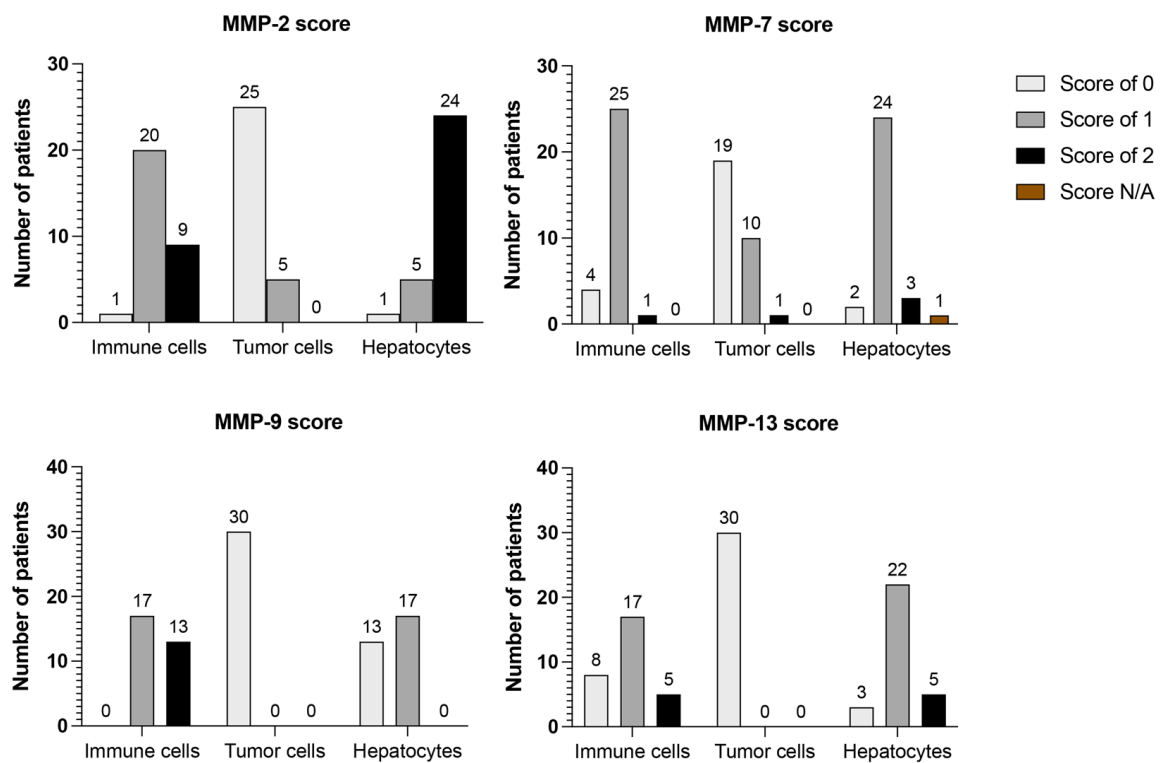 MMP-2 score
Number of patients
30
20
10
0
1
20
9
25
5
0
1
5
24
Immune cells
Tumor cells
Hepatocytes
MMP-7 score
Number of patients
30
20
10
0
4
25
1
0
19
10
1
0
2
24
3
1
Immune cells
Tumor cells
Hepatocytes
Score of 0
Score of 1
Score of 2
Score N/A
MMP-9 score
Number of patients
40
30
20
10
0
0
17
13
30
0
0
13
17
0
Immune cells
Tumor cells
Hepatocytes
MMP-13 score
Number of patients
40
30
20
10
0
8
17
5
30
0
0
3
22
5
Immune cells
Tumor cells
Hepatocytes